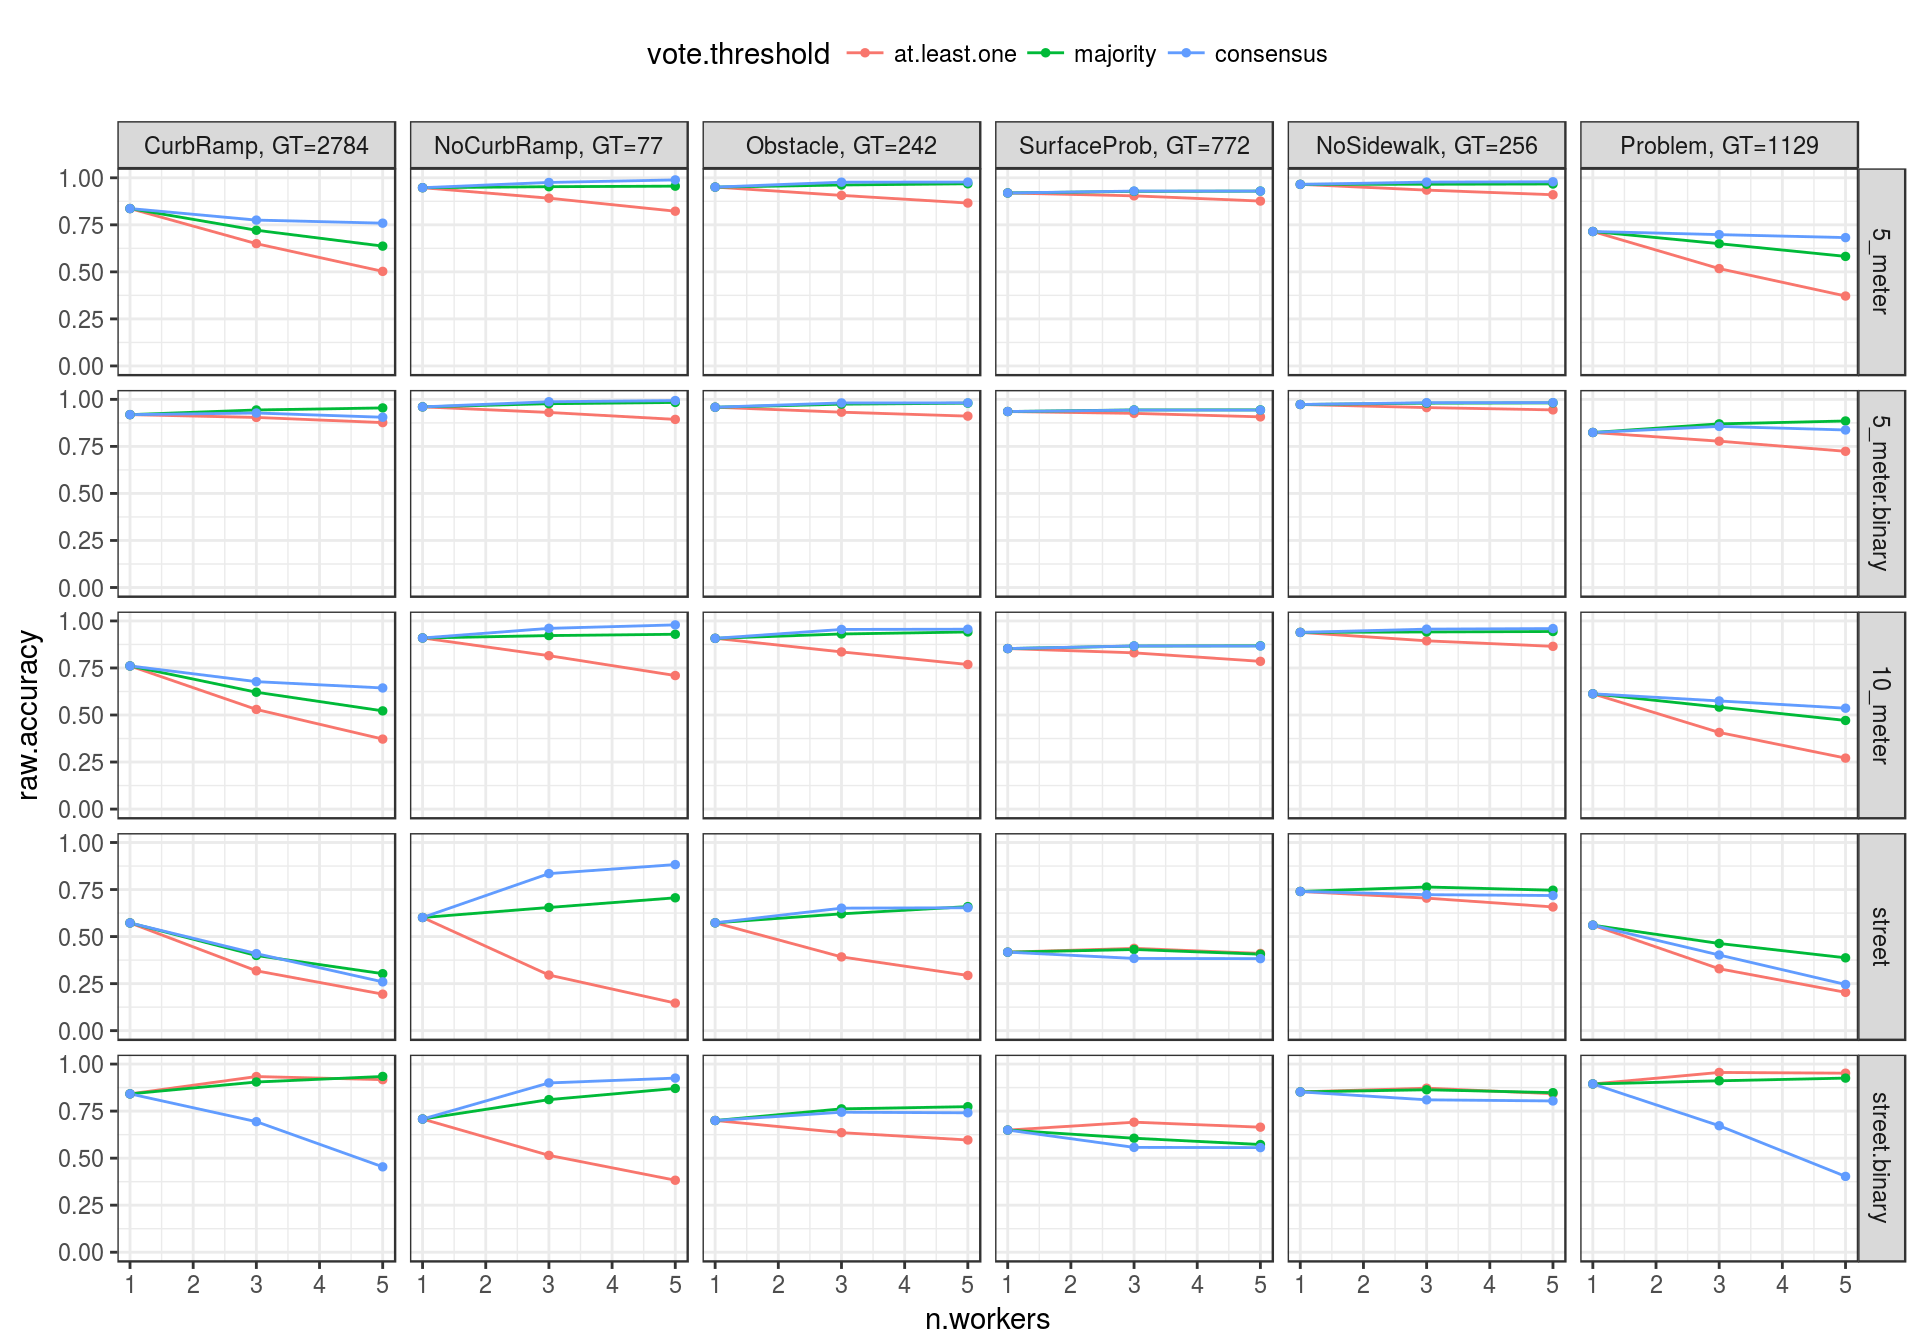 vote.threshold at.least.one majority consensus
CurbRamp, GT=2784 NoCurbRamp, GT=77 Obstacle, GT=242 SurfaceProb, GT=772 NoSidewalk, GT=256 Problem, GT=1129
1.00
0.75
0.50
0.25
0.00
5_meter
1.00
0.75
0.50
0.25
0.00
5_meter.binary
1.00
0.75
0.50
0.25
0.00
10_meter
1.00
0.75
0.50
0.25
0.00
street
1.00
0.75
0.50
0.25
0.00
street.binary
raw.accuracy
1 2 3 4 5 1 2 3 4 5 1 2 3 4 5 1 2 3 4 5 1 2 3 4 5 1 2 3 4 5
n.workers